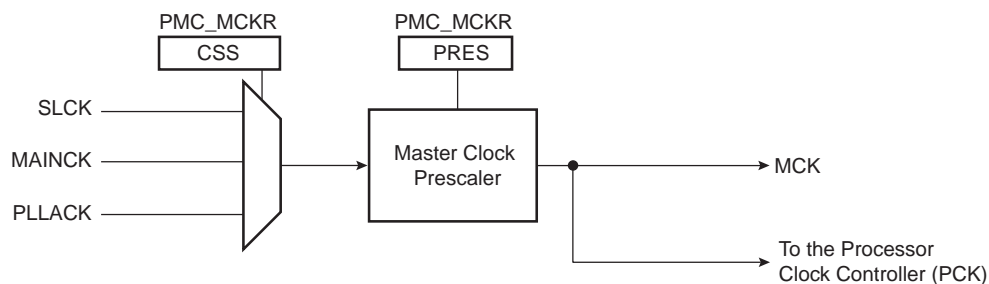 PMC_MCKR
PMC_MCKR
CSS
PRES
SLCK
MAINCK
PLLACK
Master Clock
Prescaler
MCK
To the Processor
Clock Controller (PCK)